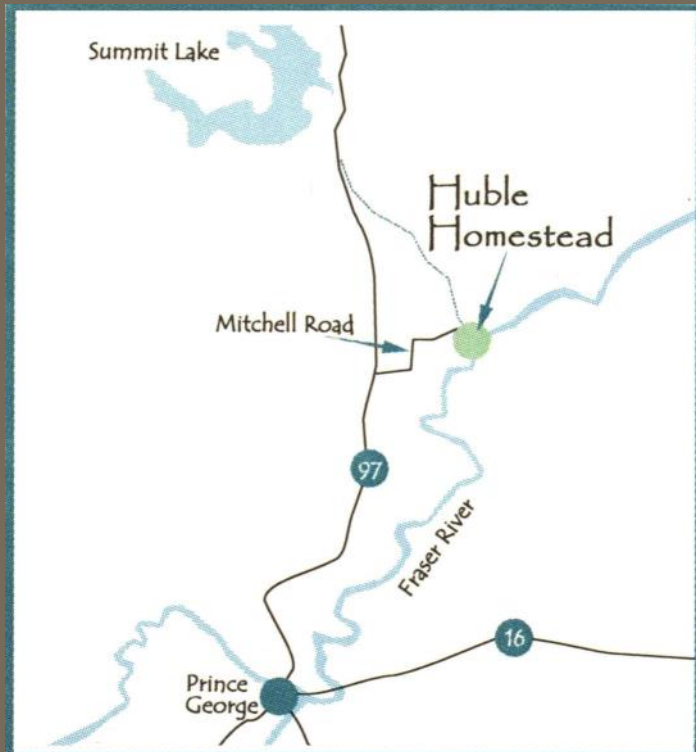 Summit Lake
Huble
Homestead
Mitchell Road
97
Fraser River
16
Prince
George